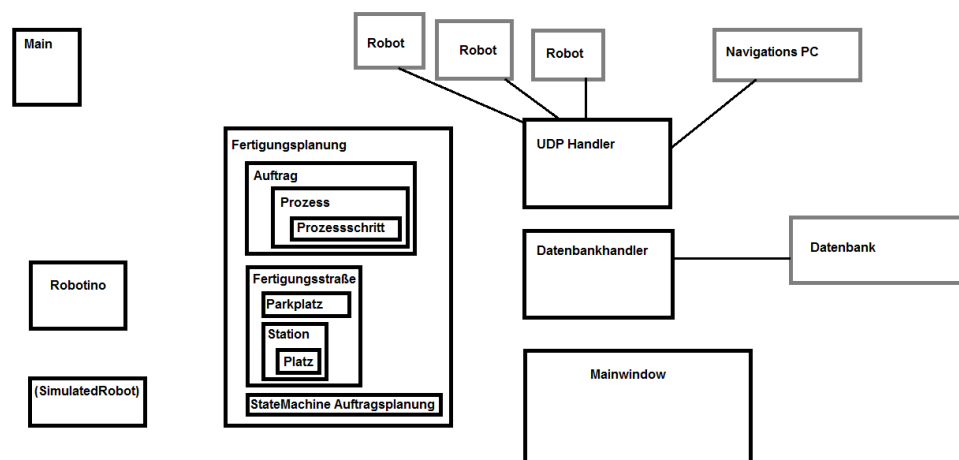 Main
Robot
Robot
Robot
Navigations PC
UDP Handler
Fertigungsplanung
Auftrag
Prozess
Prozessschritt
Fertigungsstraße
Parkplatz
Station
Platz
StateMachine Auftragsplanung
Datenbankhandler
Datenbank
Robotino
(SimulatedRobot)
Mainwindow